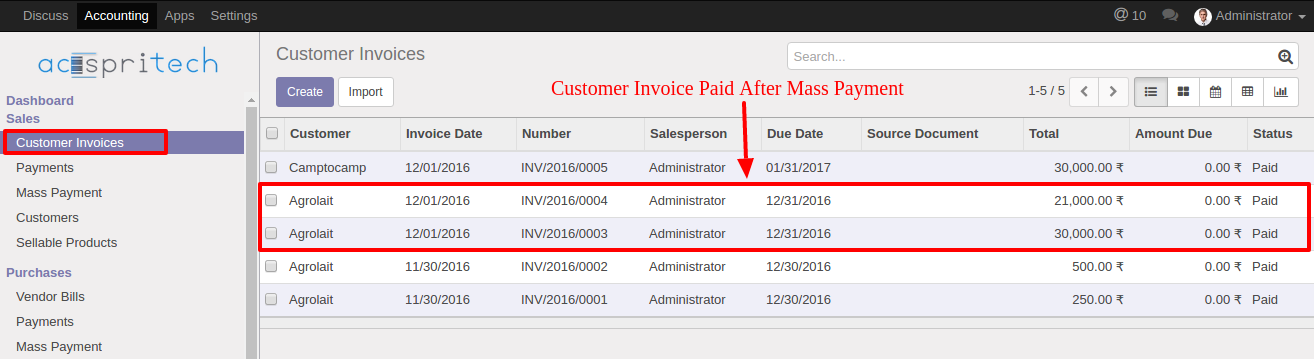 Discuss Accounting Apps Settings @ 10 Administrator
acespritech
Customer Invoices
Search...
Create Import
Customer Invoice Paid After Mass Payment
1-5 / 5
Dashboard
Sales
Customer Invoices
Payments
Mass Payment
Customers
Sellable Products
Purchases
Vendor Bills
Payments
Mass Payment
Customer Invoice Date Number Salesperson Due Date Source Document Total Amount Due Status
Camptocamp 12/01/2016 INV/2016/0005 Administrator 01/31/2017 30,000.00 ₹ 0.00 ₹ Paid
Agrolait 12/01/2016 INV/2016/0004 Administrator 12/31/2016 21,000.00 ₹ 0.00 ₹ Paid
Agrolait 12/01/2016 INV/2016/0003 Administrator 12/31/2016 30,000.00 ₹ 0.00 ₹ Paid
Agrolait 11/30/2016 INV/2016/0002 Administrator 12/30/2016 500.00 ₹ 0.00 ₹ Paid
Agrolait 11/30/2016 INV/2016/0001 Administrator 12/30/2016 250.00 ₹ 0.00 ₹ Paid